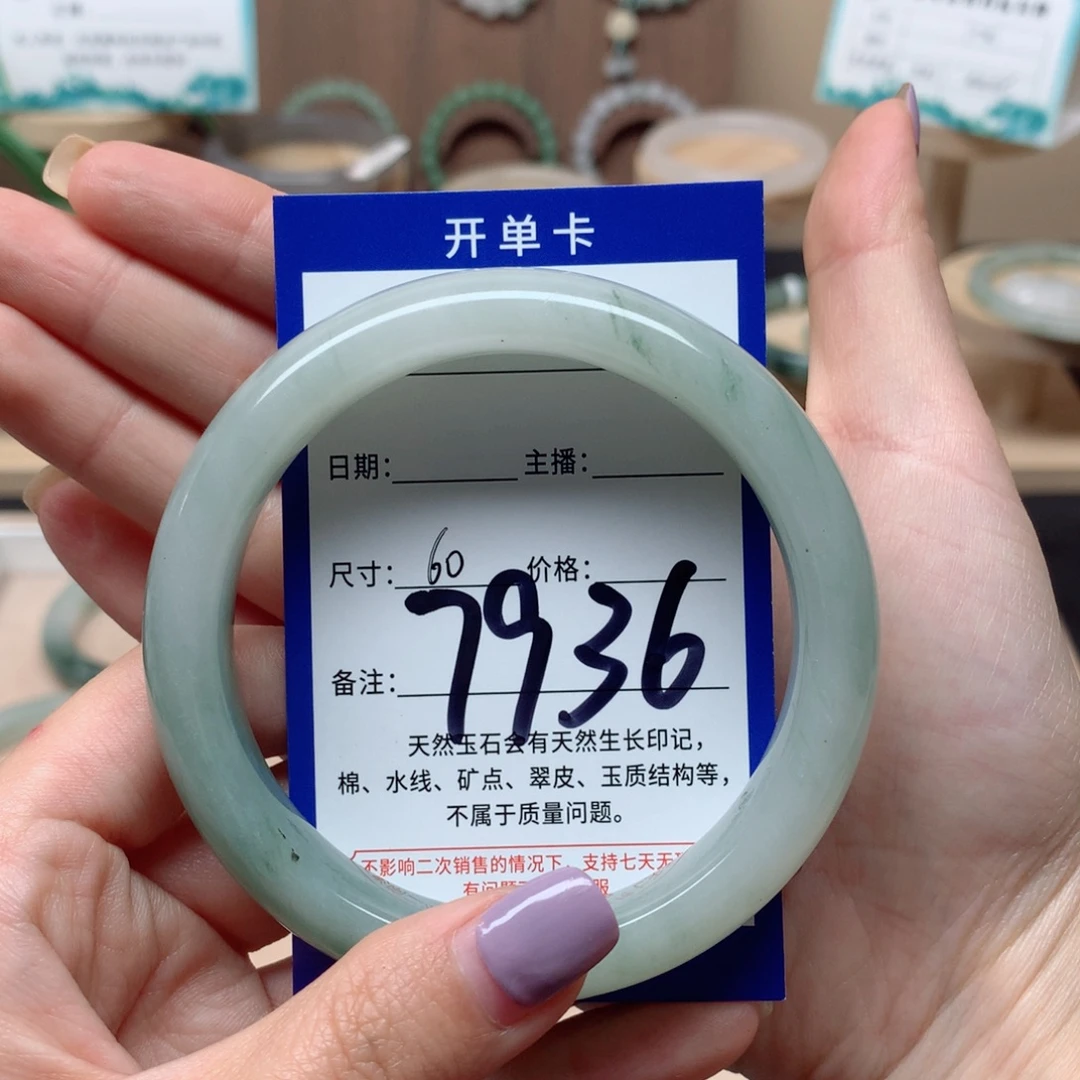 开单卡
日期: 主播:
尺寸: 60 价格:
7936
备注:
天然玉石会有天然生长印记,
棉、水线、矿点、翠皮、玉质结构等,
不属于质量问题。
不影响二次销售的情况下, 支持七天无
有问题